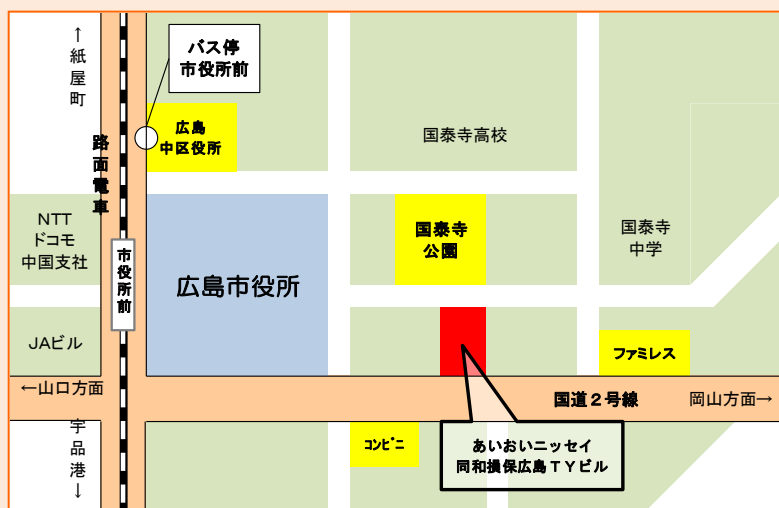 ↑紙屋町
バス停
市役所前
広島
中区役所
路面電車
国泰寺高校
NTT
ドコモ
中国支社
市役所前
広島市役所
国泰寺
公園
国泰寺
中学
JAビル
ファミレス
←山口方面
国道2号線
岡山方面→
宇品港↓
コンビニ
あいおいニッセイ
同和損保広島TYビル